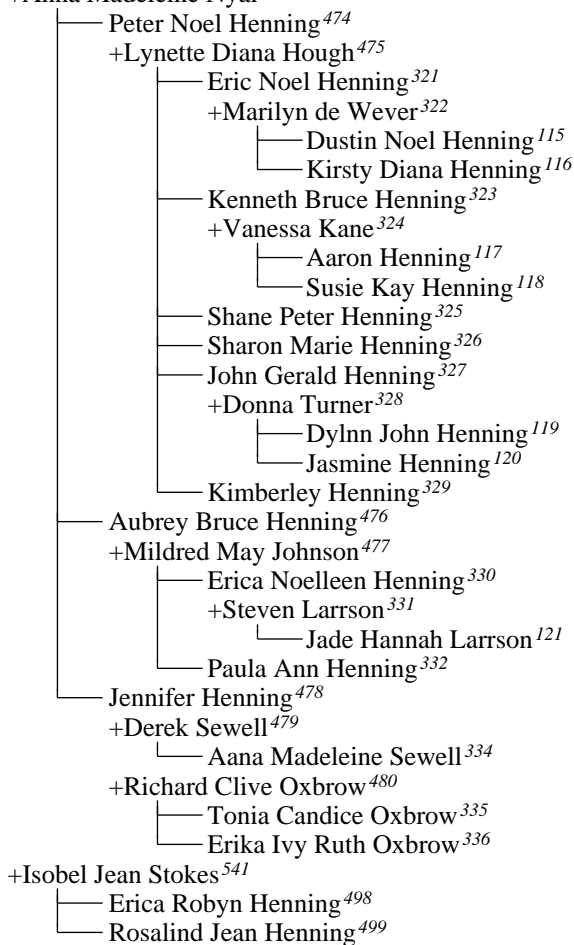 Peter Noel Henning474
+Lynette Diana Hough475
Eric Noel Henning321
+Marilyn de Wever322
Dustin Noel Henning115
Kirsty Diana Henning116
Kenneth Bruce Henning323
+Vanessa Kane324
Aaron Henning117
Susie Kay Henning118
Shane Peter Henning325
Sharon Marie Henning326
John Gerald Henning327
+Donna Turner328
Dylnn John Henning119
Jasmine Henning120
Kimberley Henning329
Aubrey Bruce Henning476
+Mildred May Johnson477
Erica Noelleen Henning330
+Steven Larrson331
Jade Hannah Larrson121
Paula Ann Henning332
Jennifer Henning478
+Derek Sewell479
Aana Madeleine Sewell334
+Richard Clive Oxbrow480
Tonia Candice Oxbrow335
Erika Ivy Ruth Oxbrow336
+Isobel Jean Stokes541
Erica Robyn Henning498
Rosalind Jean Henning499